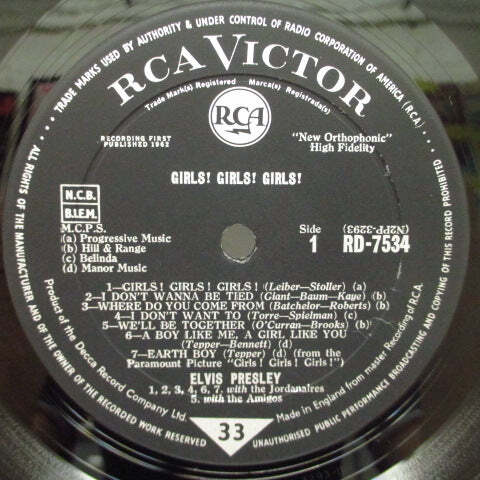 TRADE MARKS USED BY AUTHORITY & UNDER CONTROL OF RADIO CORPORATION OF AMERICA (RCA)
RCA VICTOR
Trade Mark(s) Registered Marca(s) Registrada(s)
RCA
RECORDING FIRST
PUBLISHED 1962
"New Orthophonic"
High Fidelity
GIRLS! GIRLS! GIRLS!
N.C.B.
B.I.E.M.
M.C.P.S.
(a) Progressive Music
(b) Hill & Range
(c) Belinda
(d) Manor Music
Side
1
(N2PP-3293)
RD-7534
1—GIRLS! GIRLS! GIRLS! (Leiber—Stoller) (a)
2—I DON'T WANNA BE TIED (Giant—Baum—Kaye) (b)
3—WHERE DO YOU COME FROM (Batchelor—Roberts) (b)
4—I DON'T WANT TO (Torre—Spielman) (c)
5—WE'LL BE TOGETHER (O'Curran—Brooks) (b)
6—A BOY LIKE ME, A GIRL LIKE YOU
(Tepper—Bennett) (d)
7—EARTH BOY (Tepper) (d) (from the
Paramount Picture "Girls! Girls! Girls!")
ELVIS PRESLEY
1, 2, 3, 4, 6, 7, with the Jordanaires
5, with the Amigos
Product of the Decca Record Company Ltd.
Made in England from master Recording of RCA.
33
ALL RIGHTS OF THE MANUFACTURER AND OF THE OWNER OF THE RECORDED WORK RESERVED
UNAUTHORISED PUBLIC PERFORMANCE BROADCASTING AND COPYING OF THIS RECORD PROHIBITED